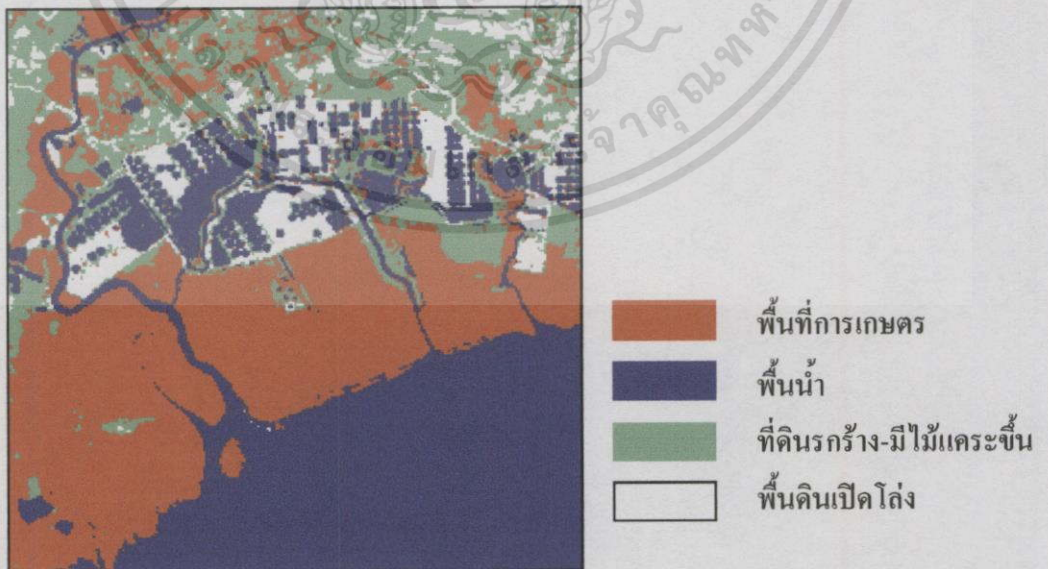 พื้นที่การเกษตร
พื้นน้ำ
ที่ดินรกร้าง-มีไม้แคระขึ้น
พื้นดินเปิดโล่ง